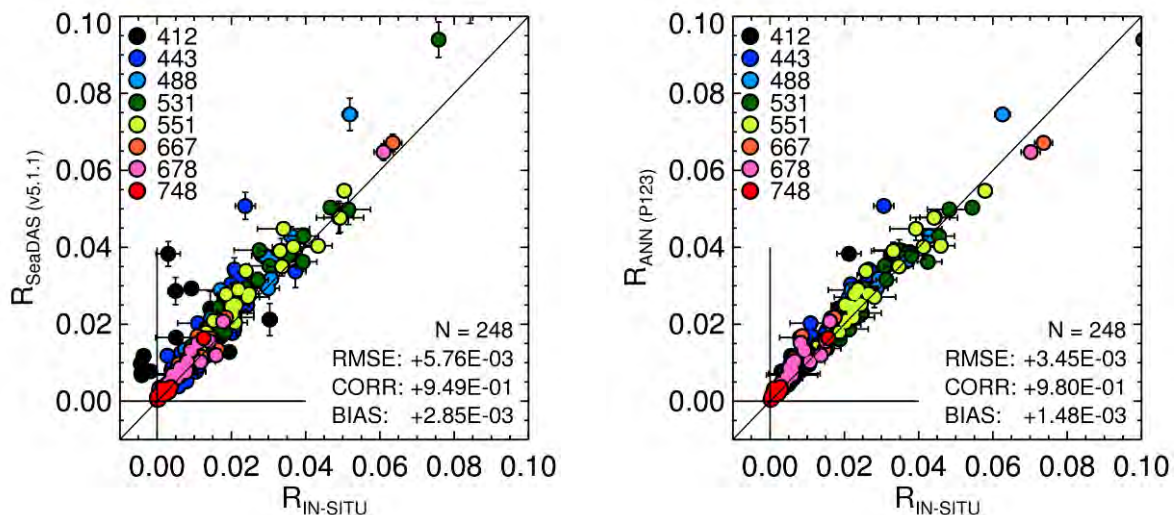 0.10
0.08
0.06
0.04
0.02
0.00
R SeaDAS (v5.1.1)
412
443
488
531
551
667
678
748
N = 248
RMSE: +5.76E-03
CORR: +9.49E-01
BIAS: +2.85E-03
0.00 0.02 0.04 0.06 0.08 0.10
R IN-SITU
0.10
0.08
0.06
0.04
0.02
0.00
R ANN (P123)
412
443
488
531
551
667
678
748
N = 248
RMSE: +3.45E-03
CORR: +9.80E-01
BIAS: +1.48E-03
0.00 0.02 0.04 0.06 0.08 0.10
R IN-SITU